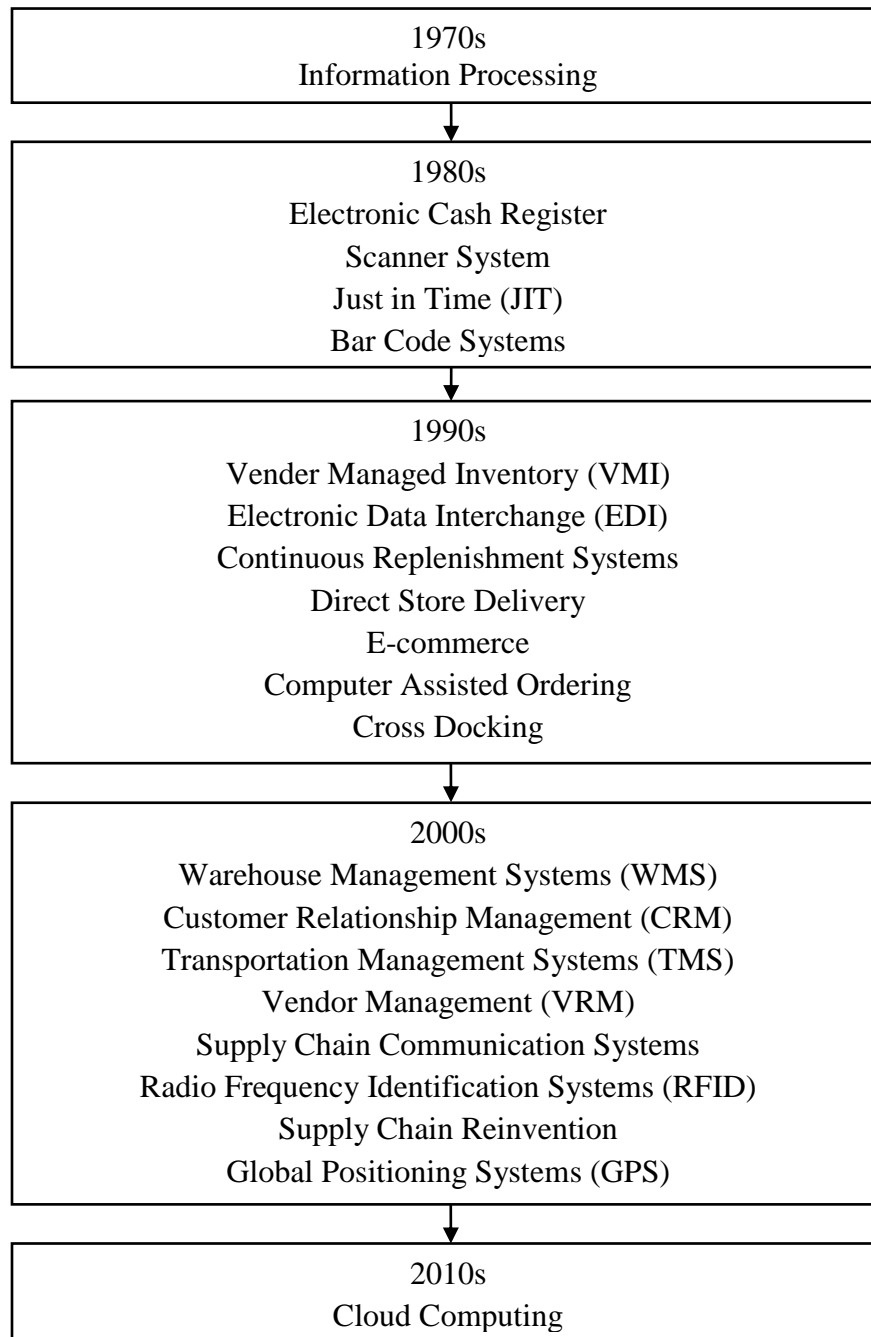 1970s
Information Processing
1980s
Electronic Cash Register
Scanner System
Just in Time (JIT)
Bar Code Systems
1990s
Vender Managed Inventory (VMI)
Electronic Data Interchange (EDI)
Continuous Replenishment Systems
Direct Store Delivery
E-commerce
Computer Assisted Ordering
Cross Docking
2000s
Warehouse Management Systems (WMS)
Customer Relationship Management (CRM)
Transportation Management Systems (TMS)
Vendor Management (VRM)
Supply Chain Communication Systems
Radio Frequency Identification Systems (RFID)
Supply Chain Reinvention
Global Positioning Systems (GPS)
2010s
Cloud Computing